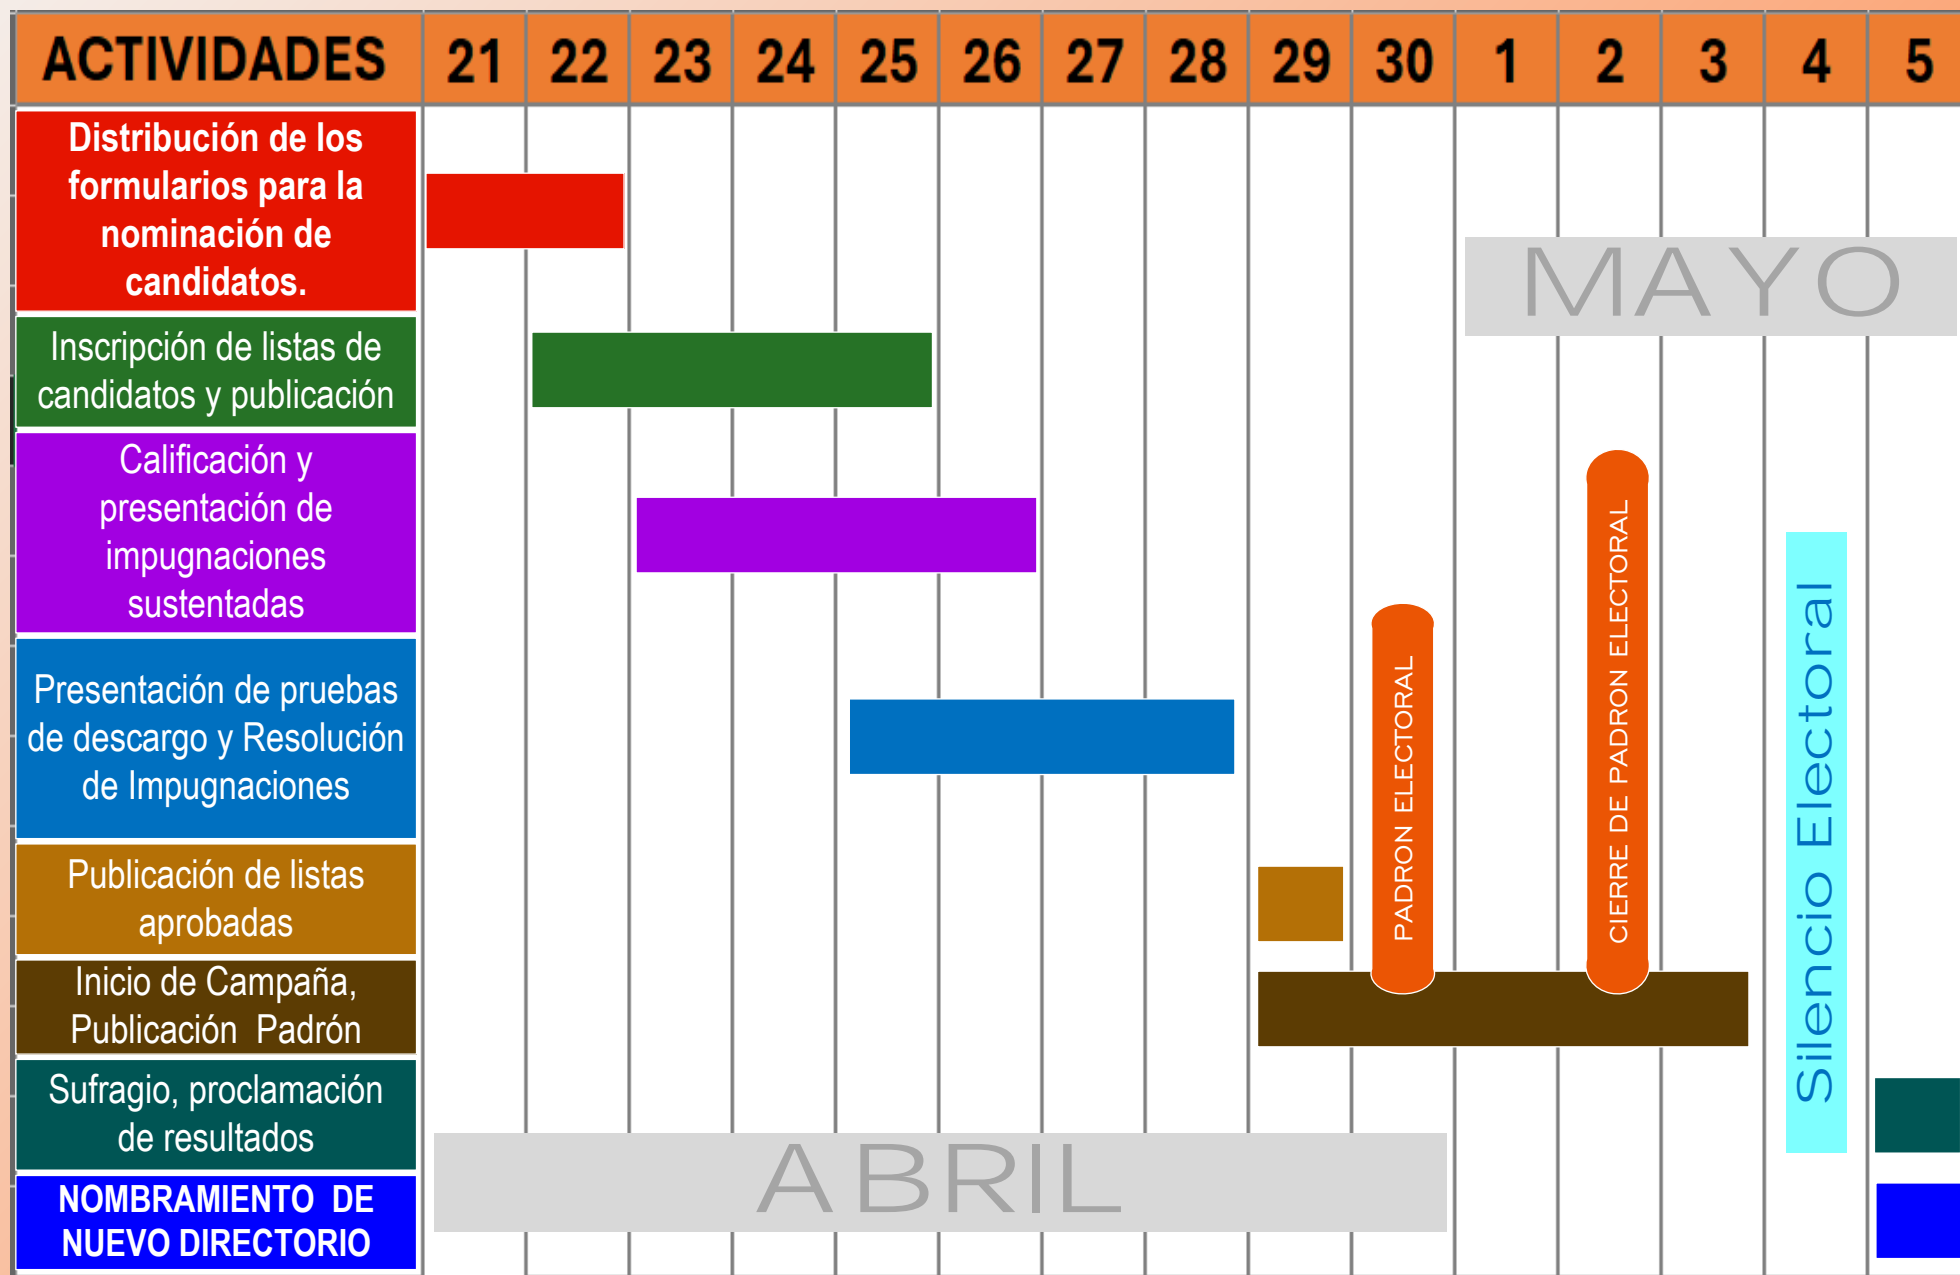 ACTIVIDADES 21 22 23 24 25 26 27 28 29 30 1 2 3 4 5
Distribución de los
formularios para la
nominación de
candidatos.
MAYO
Inscripción de listas de
candidatos y publicación
Calificación y
presentación de
impugnaciones
sustentadas
Presentación de pruebas
de descargo y Resolución
de Impugnaciones
PADRON ELECTORAL
CIERRE DE PADRON ELECTORAL
Silencio Electoral
Publicación de listas
aprobadas
Inicio de Campaña,
Publicación  Padrón
Sufragio, proclamación
de resultados
ABRIL
NOMBRAMIENTO  DE
NUEVO DIRECTORIO